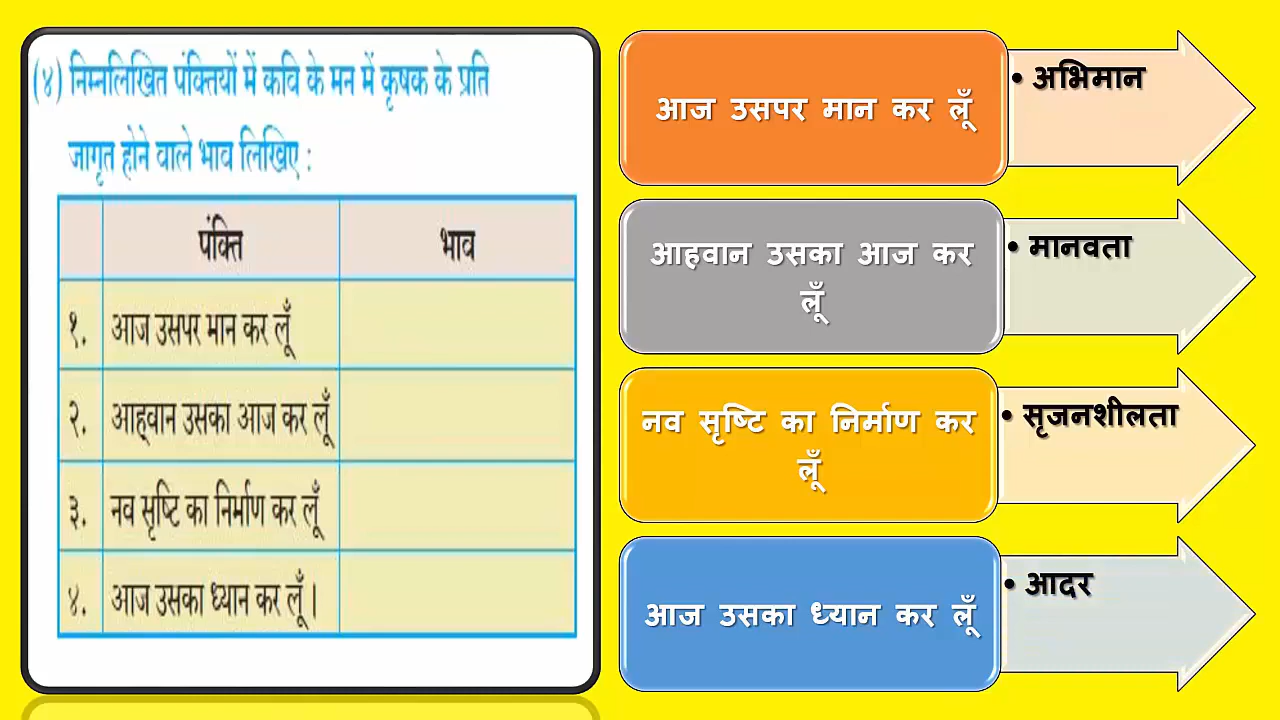 (४) निम्नलिखित पंक्तियों में कवि के मन में कृषक के प्रति
जागृत होने वाले भाव लिखिए :
पंक्ति भाव
१. आज उसपर मान कर लूँ
२. आह्वान उसका आज कर लूँ
३. नव सृष्टि का निर्माण कर लूँ
४. आज उसका ध्यान कर लूँ।
आज उसपर मान कर लूँ
• अभिमान
आहवान उसका आज कर
लूँ
• मानवता
नव सृष्टि का निर्माण कर
लूँ
• सृजनशीलता
आज उसका ध्यान कर लूँ
• आदर